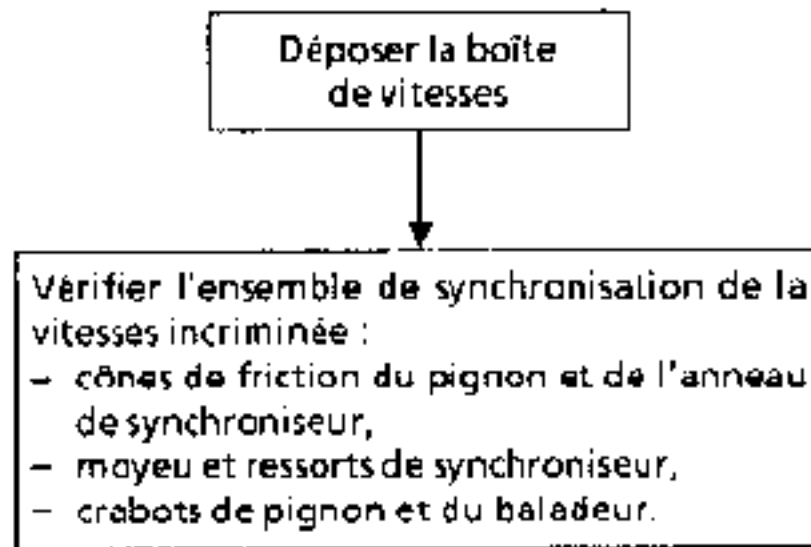 Déposer la boîte
de vitesses
Vérifier l'ensemble de synchronisation de la
vitesses incriminée :
– cônes de friction du pignon et de l'anneau
de synchroniseur,
– moyeu et ressorts de synchroniseur,
– crabots de pignon et du baladeur.